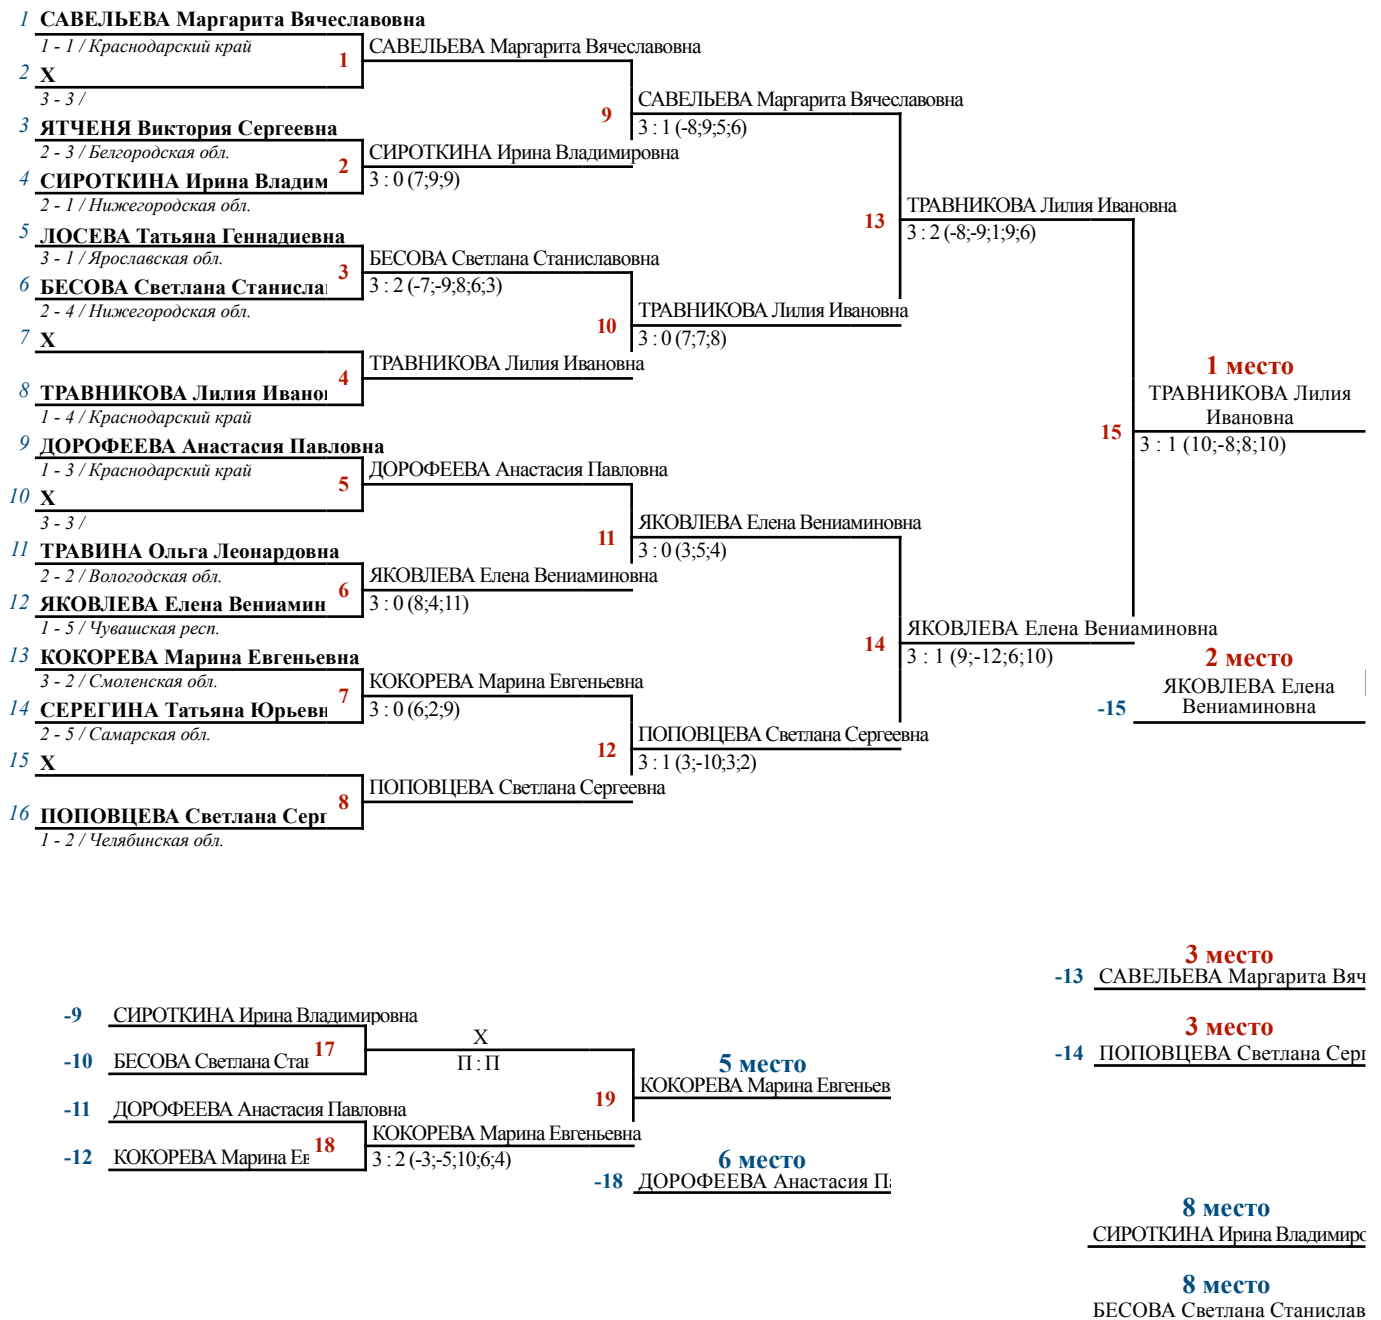 1 САВЕЛЬЕВА Маргарита Вячеславовна
1 - 1 / Краснодарский край
1
САВЕЛЬЕВА Маргарита Вячеславовна
2 X
3 - 3 /
9
САВЕЛЬЕВА Маргарита Вячеславовна
3 : 1 (-8;9;5;6)
3 ЯТЧЕНЯ Виктория Сергеевна
2 - 3 / Белгородская обл.
2
СИРОТКИНА Ирина Владимировна
3 : 0 (7;9;9)
4 СИРОТКИНА Ирина Владим
2 - 1 / Нижегородская обл.
13
ТРАВНИКОВА Лилия Ивановна
3 : 2 (-8;-9;1;9;6)
5 ЛОСЕВА Татьяна Геннадиевна
3 - 1 / Ярославская обл.
3
БЕСОВА Светлана Станиславовна
3 : 2 (-7;-9;8;6;3)
6 БЕСОВА Светлана Станисла
2 - 4 / Нижегородская обл.
10
ТРАВНИКОВА Лилия Ивановна
3 : 0 (7;7;8)
7 X
4
ТРАВНИКОВА Лилия Ивановна
8 ТРАВНИКОВА Лилия Ивано
1 - 4 / Краснодарский край
1 место
ТРАВНИКОВА Лилия
Ивановна
15
3 : 1 (10;-8;8;10)
9 ДОРОФЕЕВА Анастасия Павловна
1 - 3 / Краснодарский край
5
ДОРОФЕЕВА Анастасия Павловна
10 X
3 - 3 /
11
ЯКОВЛЕВА Елена Вениаминовна
3 : 0 (3;5;4)
11 ТРАВИНА Ольга Леонардовна
2 - 2 / Вологодская обл.
6
ЯКОВЛЕВА Елена Вениаминовна
3 : 0 (8;4;11)
12 ЯКОВЛЕВА Елена Вениамин
1 - 5 / Чувашская респ.
14
ЯКОВЛЕВА Елена Вениаминовна
3 : 1 (9;-12;6;10)
13 КОКОРЕВА Марина Евгеньевна
3 - 2 / Смоленская обл.
7
КОКОРЕВА Марина Евгеньевна
3 : 0 (6;2;9)
2 место
ЯКОВЛЕВА Елена
Вениаминовна
-15
14 СЕРЕГИНА Татьяна Юрьевн
2 - 5 / Самарская обл.
12
ПОПОВЦЕВА Светлана Сергеевна
3 : 1 (3;-10;3;2)
15 X
8
ПОПОВЦЕВА Светлана Сергеевна
16 ПОПОВЦЕВА Светлана Серг
1 - 2 / Челябинская обл.
3 место
-13 САВЕЛЬЕВА Маргарита Вяч
3 место
-14 ПОПОВЦЕВА Светлана Серг
-9 СИРОТКИНА Ирина Владимировна
17
X
П : П
-10 БЕСОВА Светлана Стан
5 место
19
КОКОРЕВА Марина Евгеньев
-11 ДОРОФЕЕВА Анастасия Павловна
18
КОКОРЕВА Марина Евгеньевна
3 : 2 (-3;-5;10;6;4)
-12 КОКОРЕВА Марина Ев
6 место
-18 ДОРОФЕЕВА Анастасия Па
8 место
СИРОТКИНА Ирина Владимиро
8 место
БЕСОВА Светлана Станислав